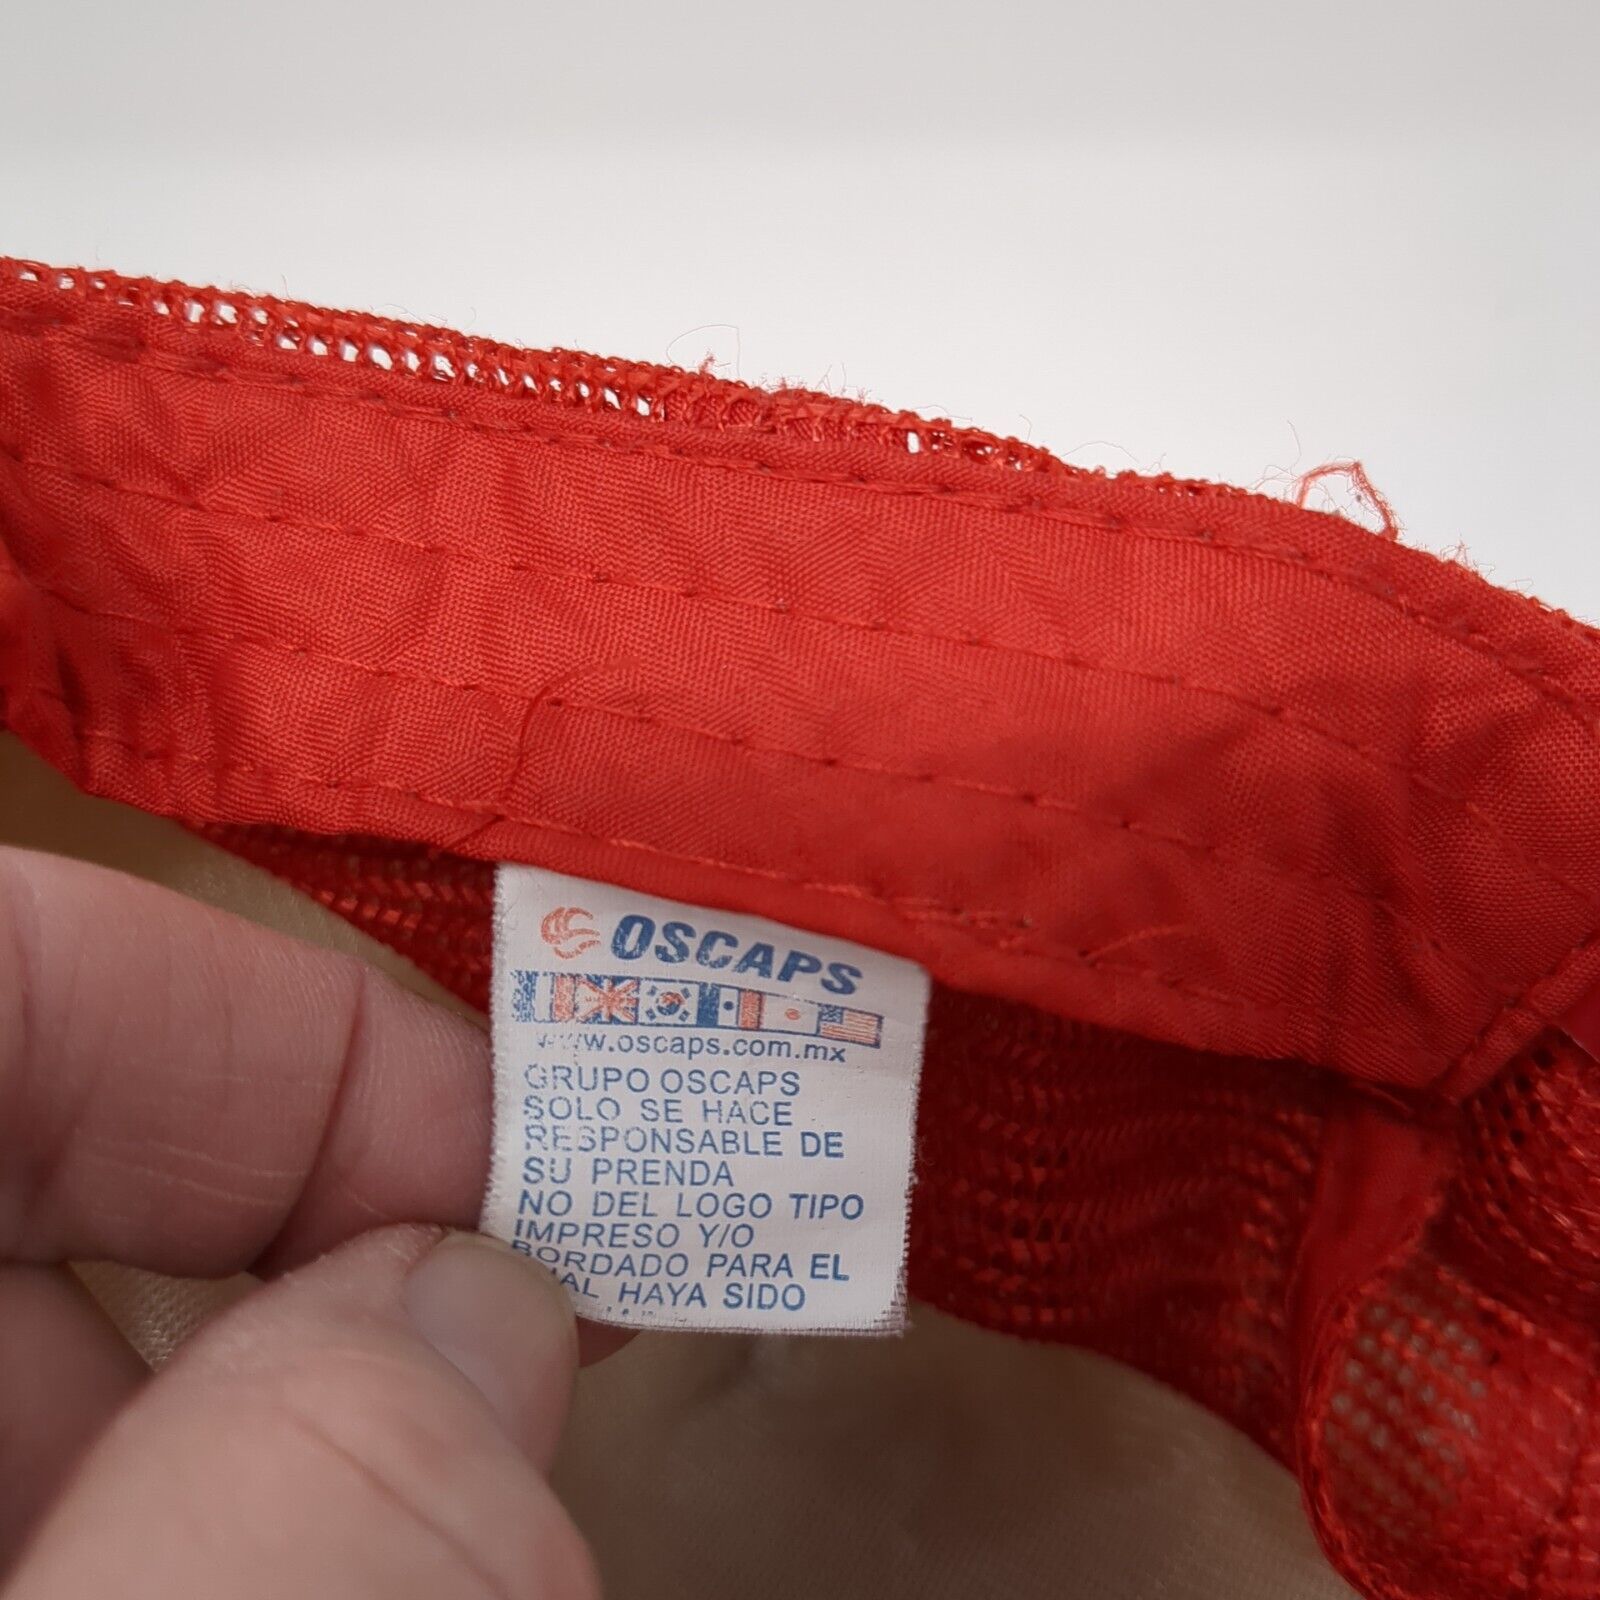 OSCAPS
www.oscaps.com.mx
GRUPO OSCAPS
SOLO SE HACE
RESPONSABLE DE
SU PRENDA
NO DEL LOGO TIPO
IMPRESO Y/O
BORDADO PARA EL
HAYA SIDO